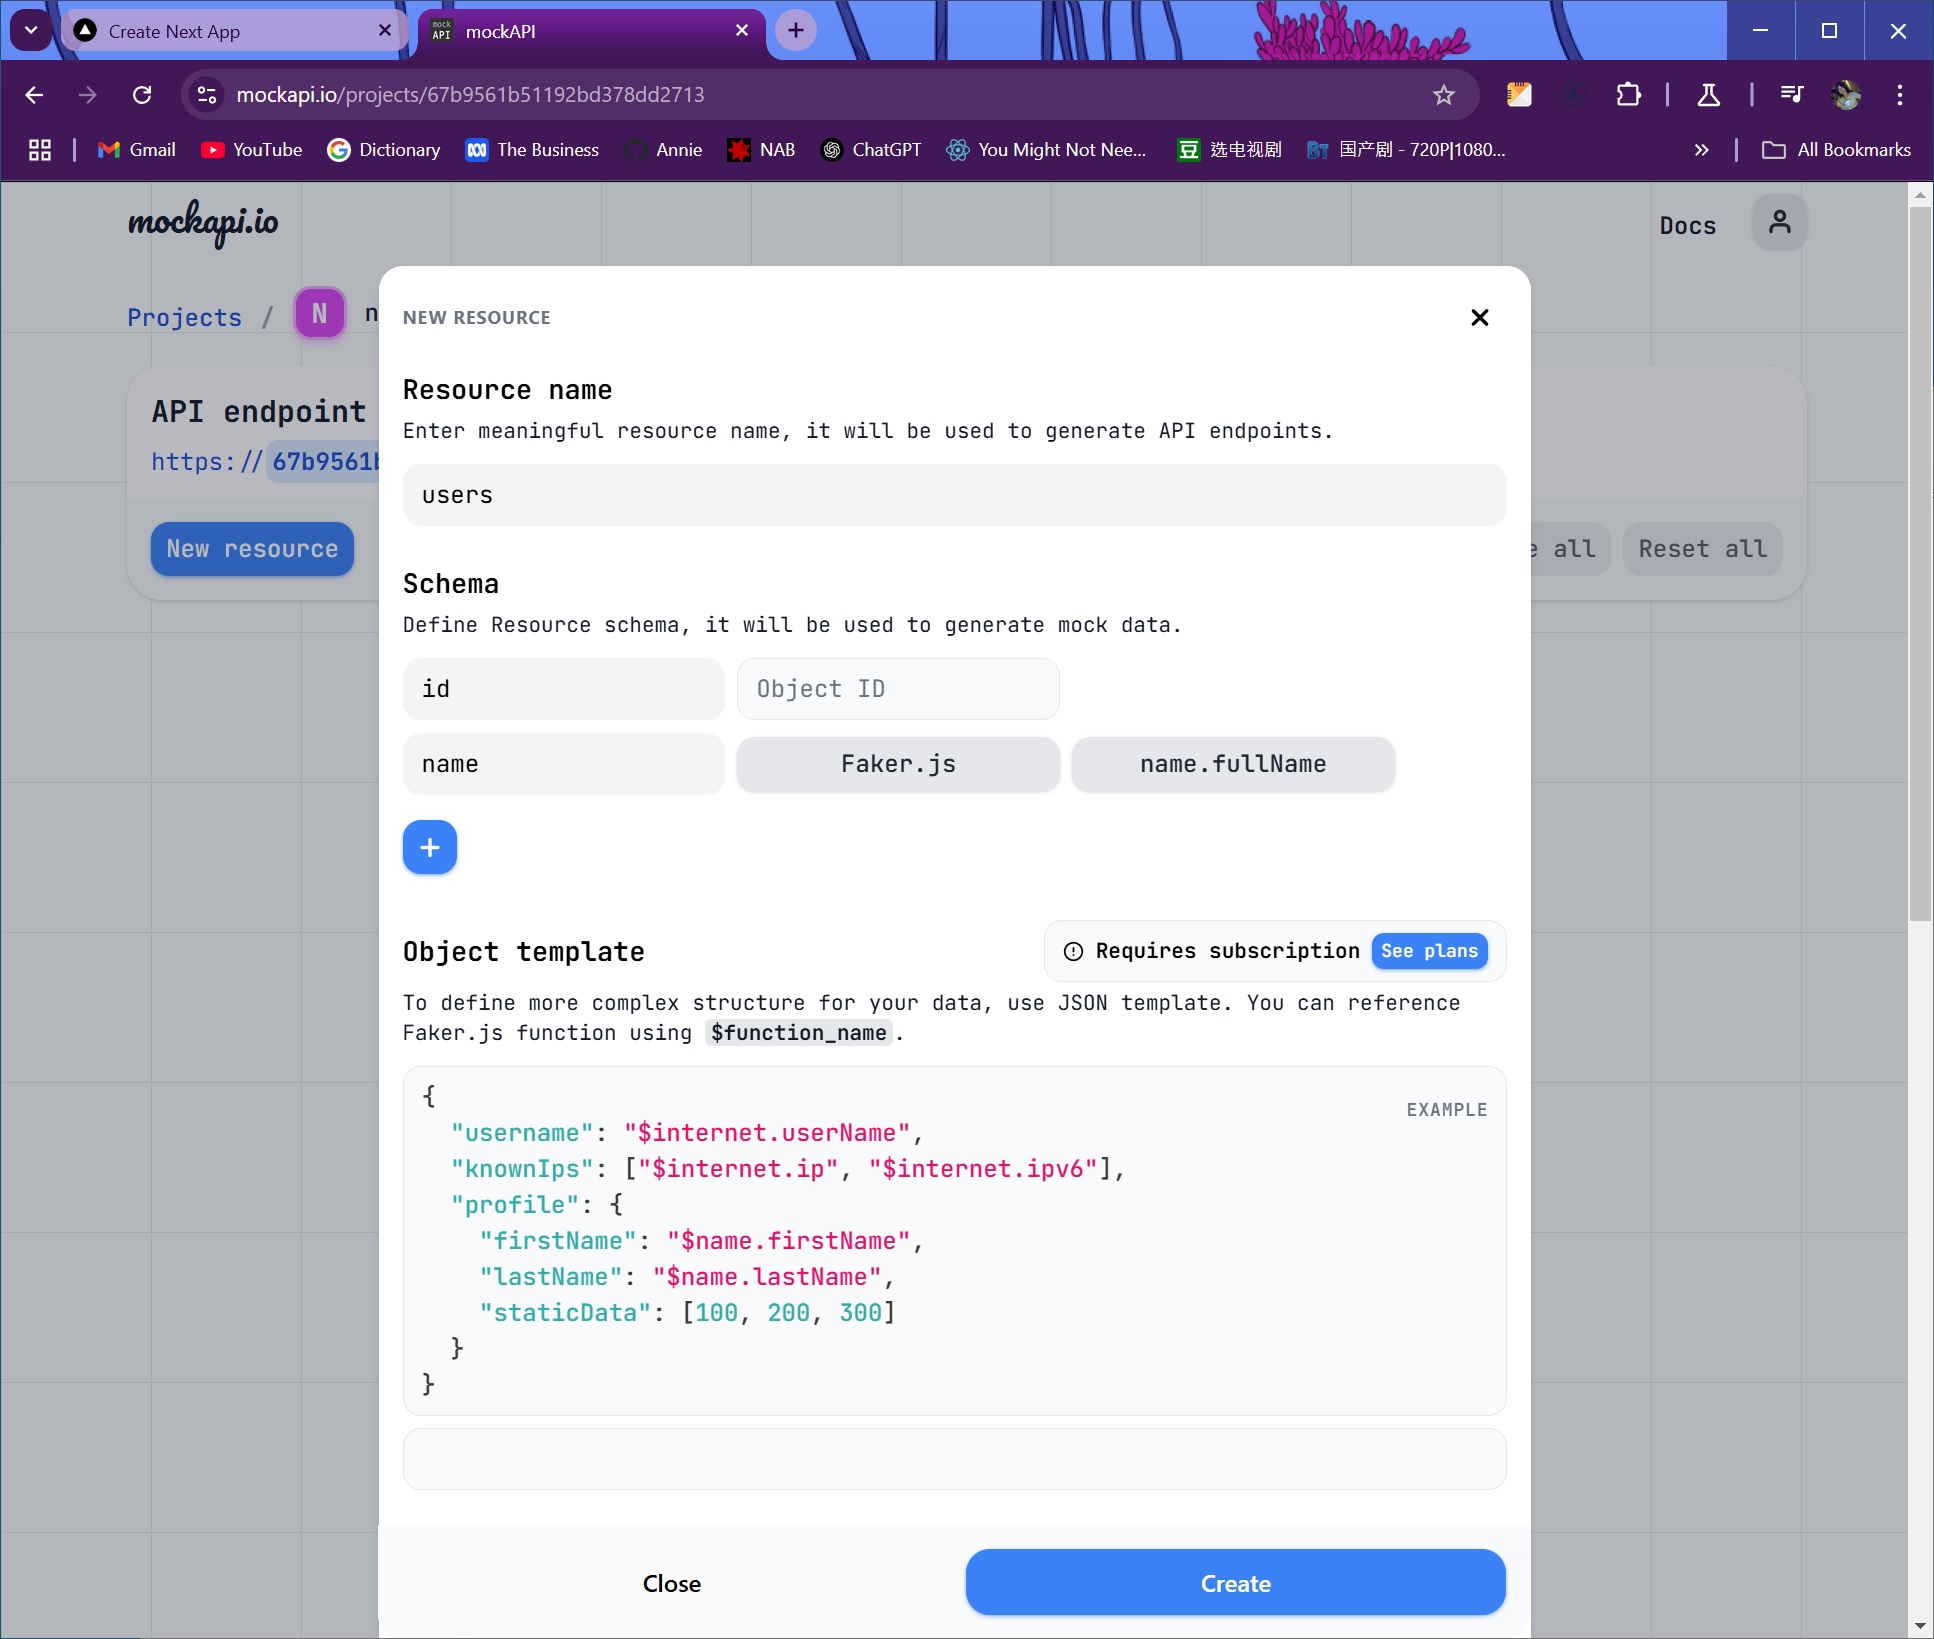 Create Next App
mock API
mockAPI
mockapi.io/projects/67b9561b51192bd378dd2713
Gmail
YouTube
Dictionary
The Business
Annie
NAB
ChatGPT
You Might Not Nee...
豆 选电视剧
BT 国产剧 - 720P|1080...
All Bookmarks
mockapi.io
Docs
Projects / N n
API endpoint
https://67b9561b
New resource
e all
Reset all
NEW RESOURCE
Resource name
Enter meaningful resource name, it will be used to generate API endpoints.
users
Schema
Define Resource schema, it will be used to generate mock data.
id Object ID
name Faker.js name.fullName
+
Object template
Requires subscription See plans
To define more complex structure for your data, use JSON template. You can reference
Faker.js function using $function_name.
EXAMPLE
{
"username": "$internet.userName",
"knownIps": ["$internet.ip", "$internet.ipv6"],
"profile": {
"firstName": "$name.firstName",
"lastName": "$name.lastName",
"staticData": [100, 200, 300]
}
}
Close
Create